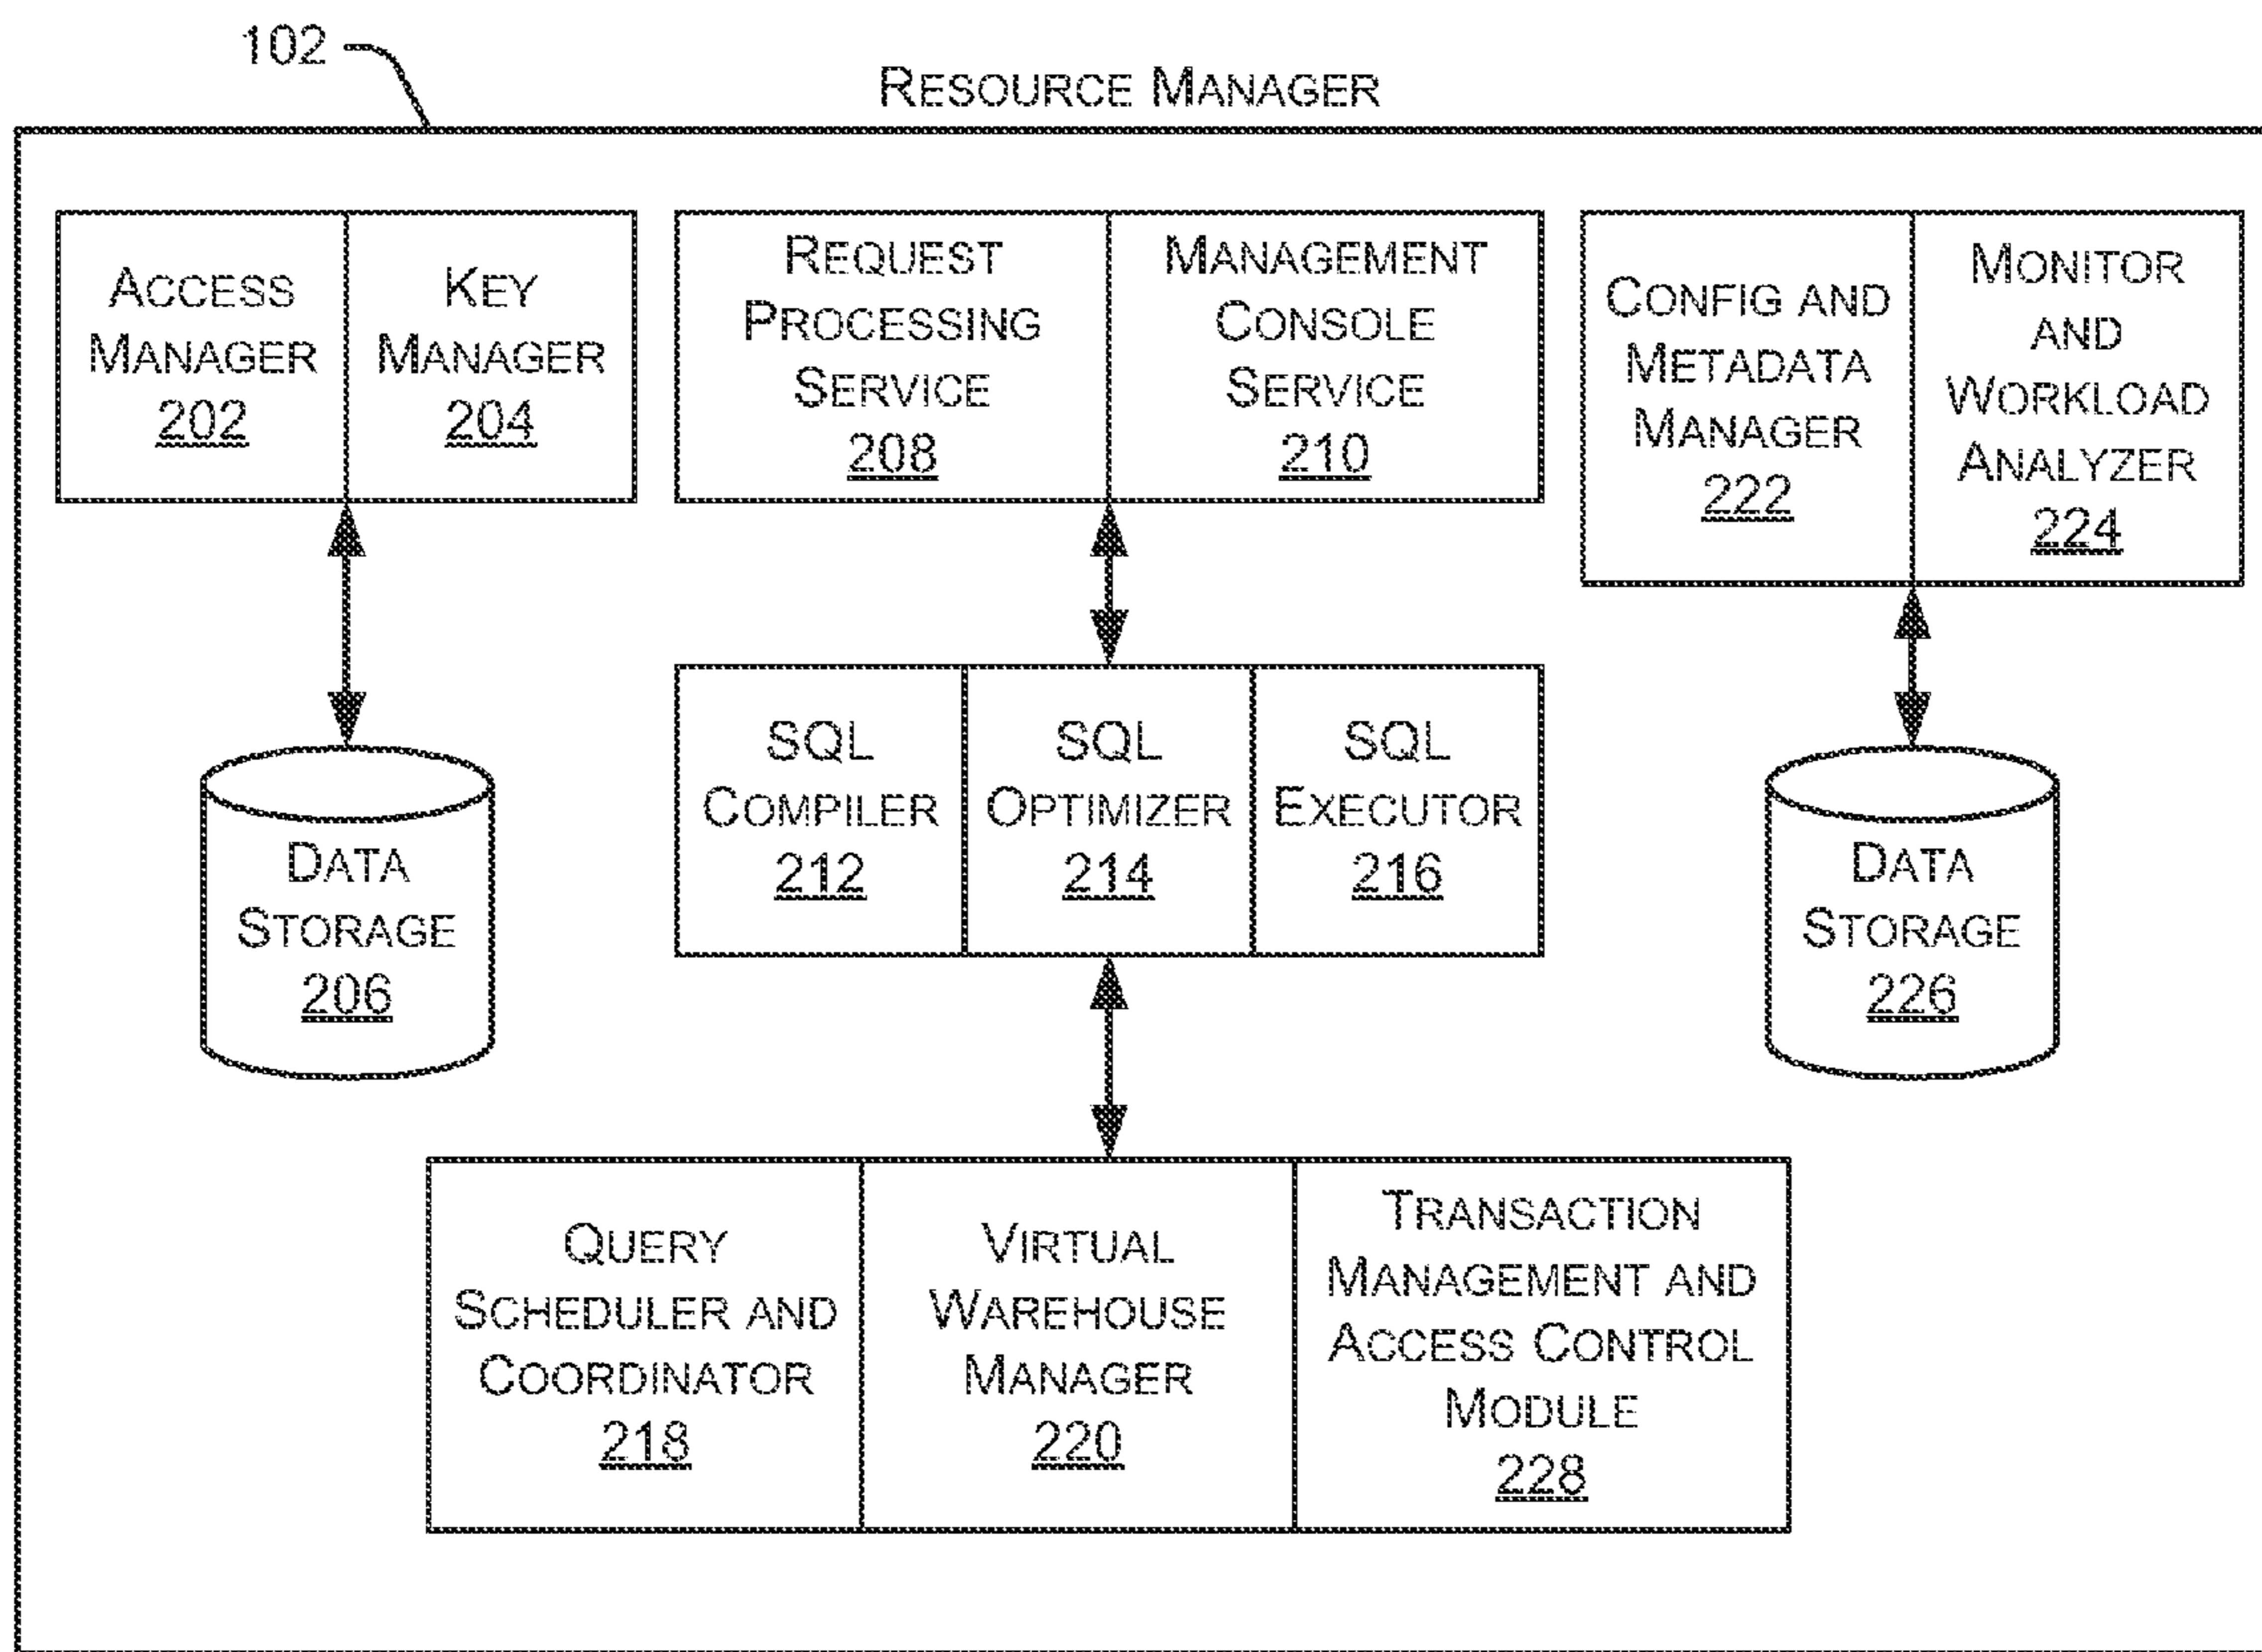 102
RESOURCE MANAGER
ACCESS
MANAGER
202
KEY
MANAGER
204
REQUEST
PROCESSING
SERVICE
208
MANAGEMENT
CONSOLE
SERVICE
210
CONFIG AND
METADATA
MANAGER
222
MONITOR
AND
WORKLOAD
ANALYZER
224
SQL
COMPILER
212
SQL
OPTIMIZER
214
SQL
EXECUTOR
216
DATA
STORAGE
206
DATA
STORAGE
226
QUERY
SCHEDULER AND
COORDINATOR
218
VIRTUAL
WAREHOUSE
MANAGER
220
TRANSACTION
MANAGEMENT AND
ACCESS CONTROL
MODULE
228